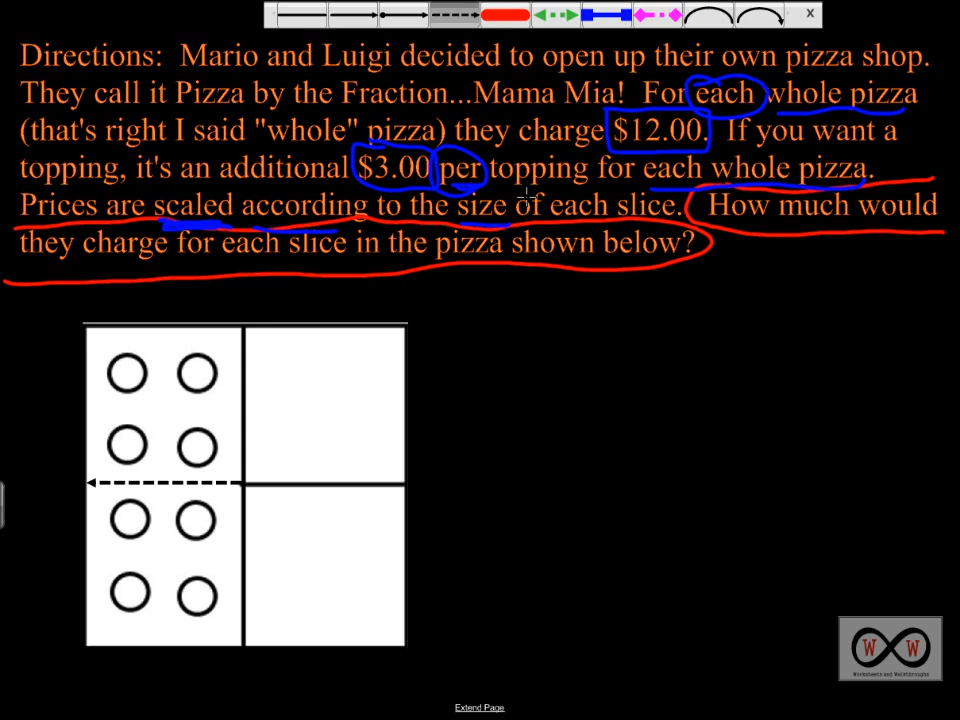 x
Directions: Mario and Luigi decided to open up their own pizza shop.
They call it Pizza by the Fraction...Mama Mia! For each whole pizza
(that's right I said "whole" pizza) they charge $12.00. If you want a
topping, it's an additional $3.00 per topping for each whole pizza.
Prices are scaled according to the size of each slice. How much would
they charge for each slice in the pizza shown below?
W W
Worksheets and Walkthroughs
Extend Page